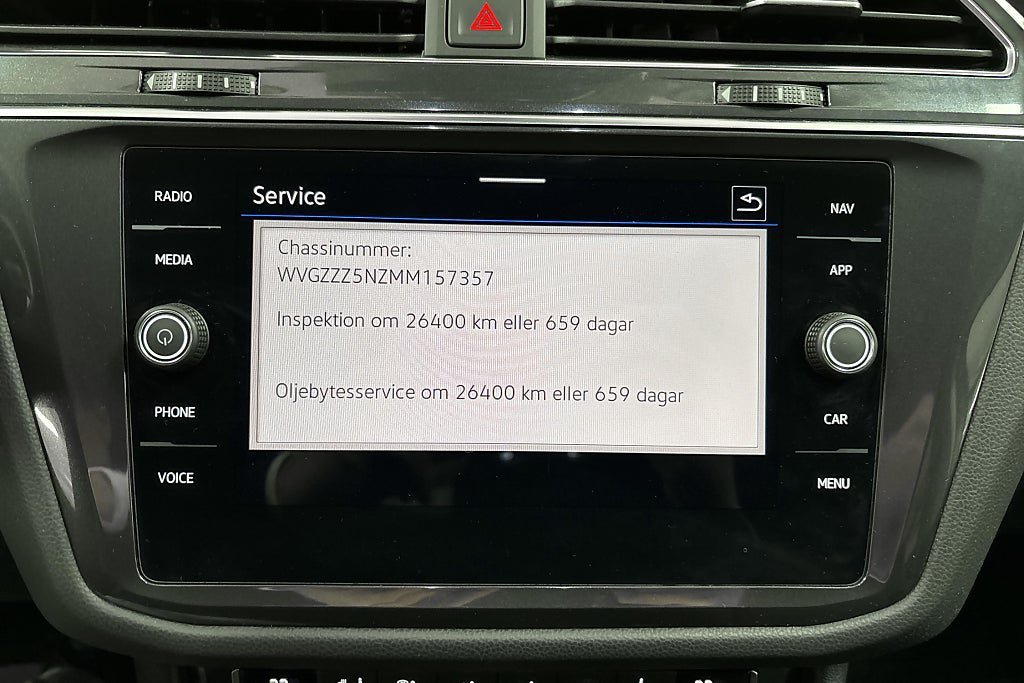 RADIO
MEDIA
PHONE
VOICE
Service
Chassinummer:
WVGZZZ5NZMM157357
Inspektion om 26400 km eller 659 dagar
Oljebytesservice om 26400 km eller 659 dagar
NAV
APP
CAR
MENU